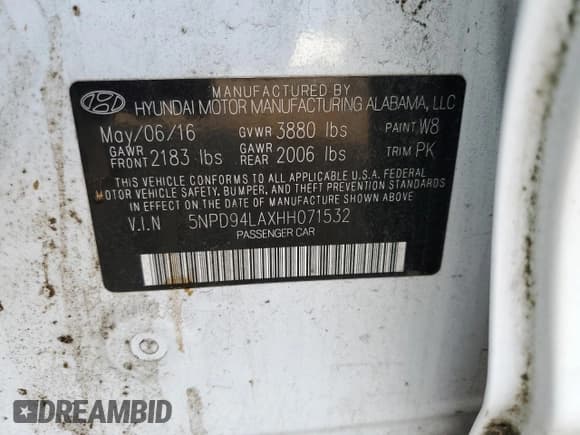 MANUFACTURED BY
HYUNDAI MOTOR MANUFACTURING ALABAMA, LLC
May/06/16 GVWR 3880 lbs PAINT W8
GAWR FRONT 2183 lbs GAWR REAR 2006 lbs TRIM PK
THIS VEHICLE CONFORMS TO ALL APPLICABLE U.S.A. FEDERAL
MOTOR VEHICLE SAFETY, BUMPER, AND THEFT PREVENTION STANDARDS
IN EFFECT ON THE DATE OF MANUFACTURE SHOWN ABOVE.
V.I.N 5NPD94LAXHH071532
PASSENGER CAR
DREAMBID